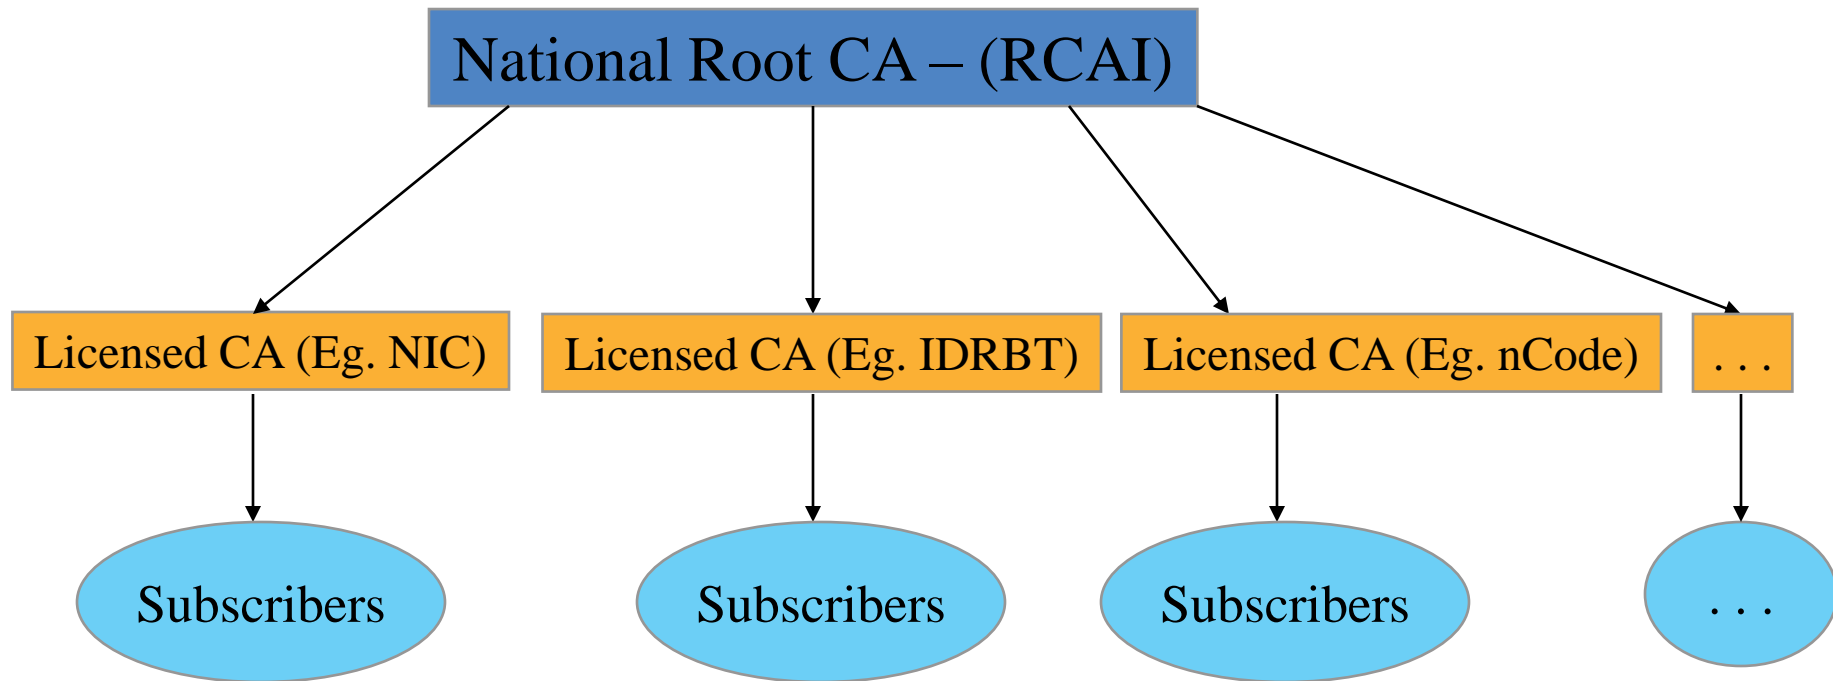 National Root CA – (RCAI)
Licensed CA (Eg. NIC)
Licensed CA (Eg. IDRBT)
Licensed CA (Eg. nCode)
. . .
Subscribers
Subscribers
Subscribers
. . .